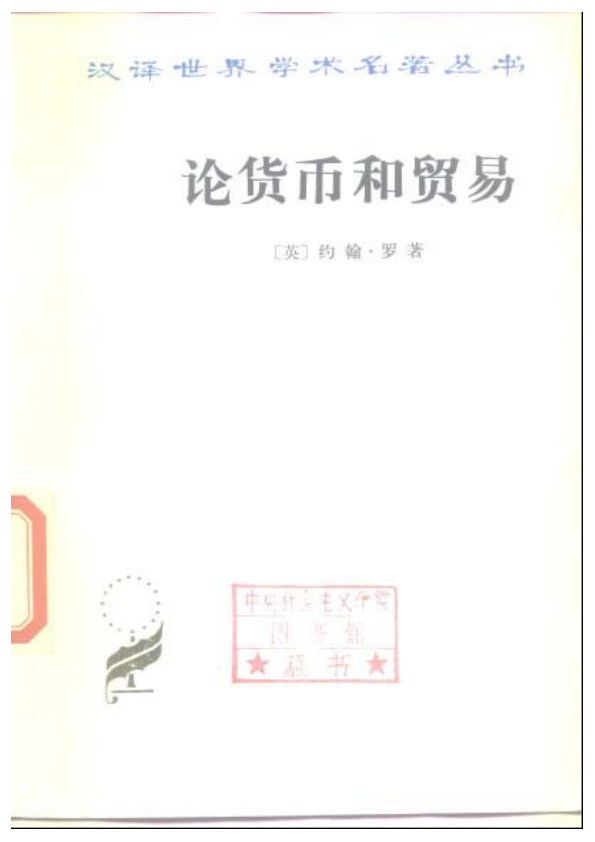 汉译世界学术名著丛书
论货币和贸易
〔英〕约翰·罗著
中央社会主义学院
图书馆
藏书